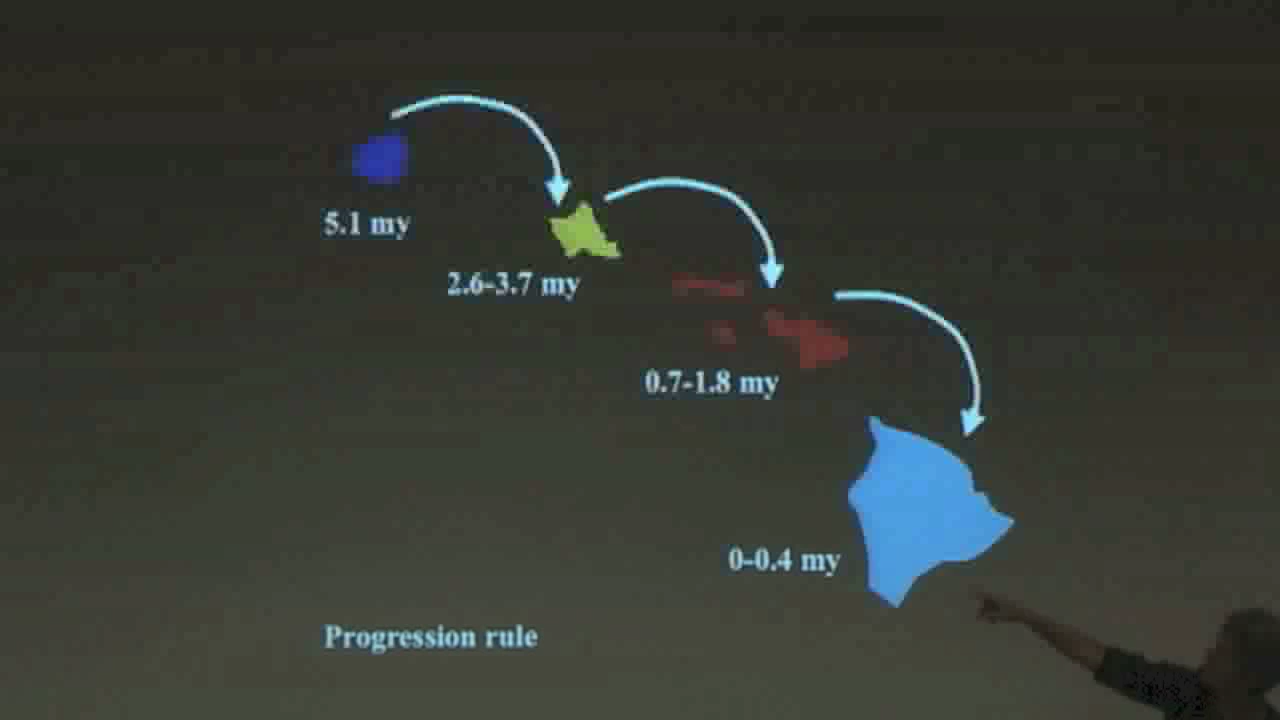 5.1 my
2.6-3.7 my
0.7-1.8 my
0-0.4 my
Progression rule